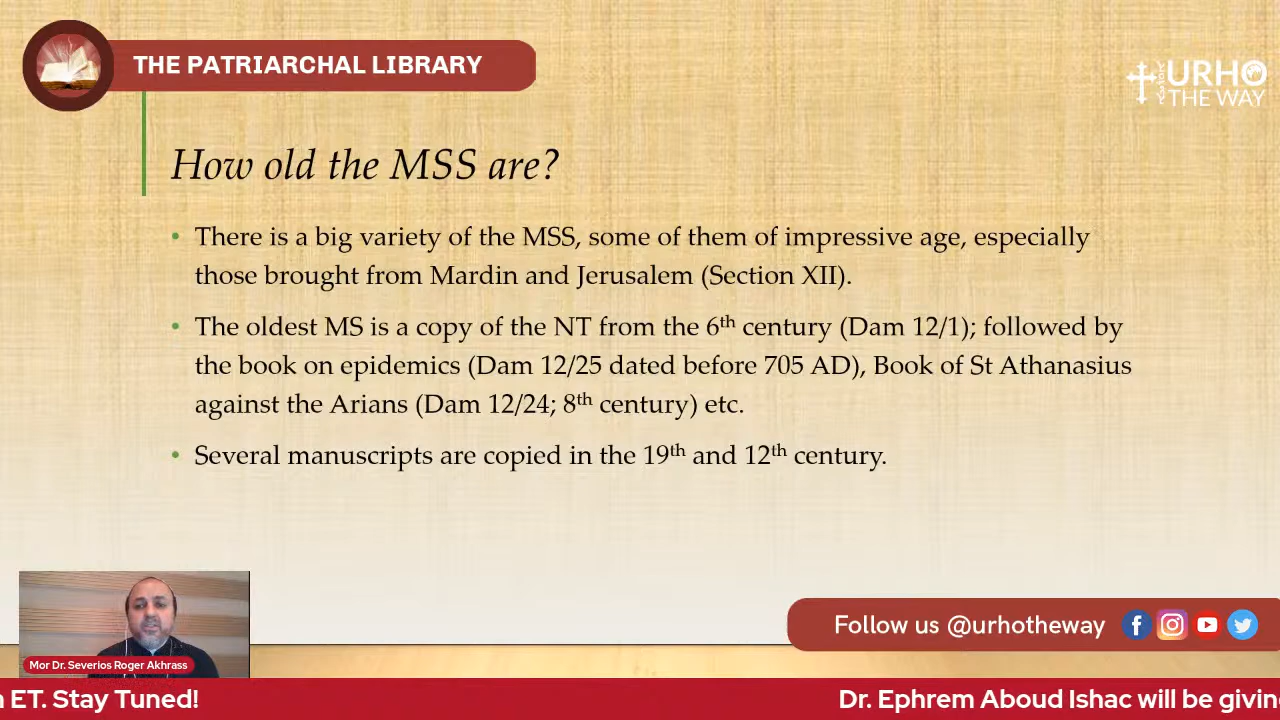 THE PATRIARCHAL LIBRARY
URHO
THE WAY
How old the MSS are?
• There is a big variety of the MSS, some of them of impressive age, especially
those brought from Mardin and Jerusalem (Section XII).
• The oldest MS is a copy of the NT from the 6th century (Dam 12/1); followed by
the book on epidemics (Dam 12/25 dated before 705 AD), Book of St Athanasius
against the Arians (Dam 12/24; 8th century) etc.
• Several manuscripts are copied in the 19th and 12th century.
Follow us @urhotheway
Mor Dr. Severios Roger Akhrass
ET. Stay Tuned!
Dr. Ephrem Aboud Ishac will be